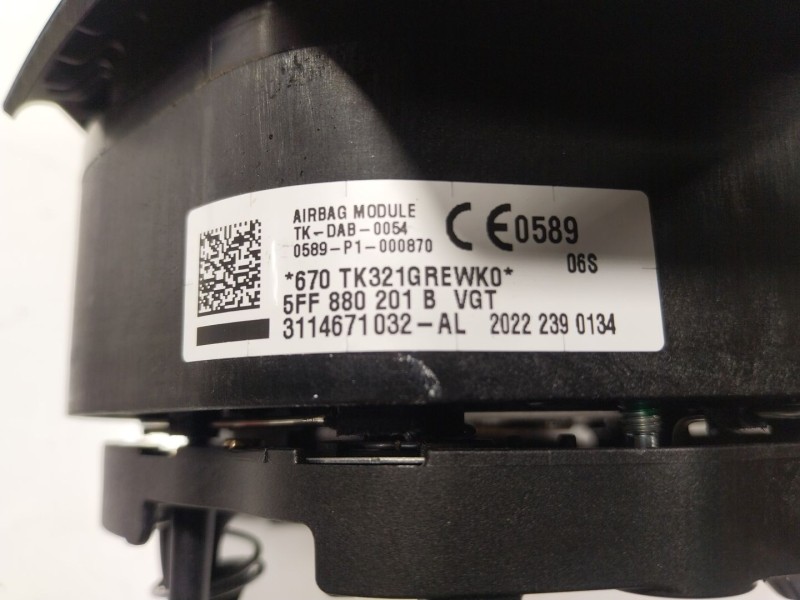 AIRBAG MODULE
TK-DAB-0054
0589-P1-000870
CE0589
06S
*670 TK321GREWK0*
5FF 880 201 B VGT
3114671032-AL 2022 239 0134